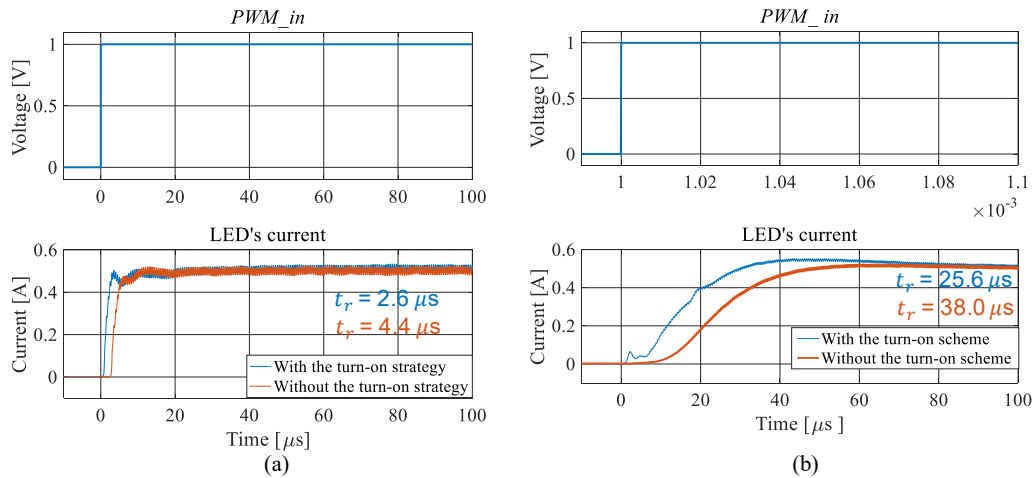 PWM_in
Voltage [V]
1
0.5
0
0 20 40 60 80 100
LED's current
Current [A]
0.6
0.4
0.2
0
t_r = 2.6 μs
t_r = 4.4 μs
With the turn-on strategy
Without the turn-on strategy
0 20 40 60 80 100
Time [μs]
(a)
PWM_in
Voltage [V]
1
0.5
0
1 1.02 1.04 1.06 1.08 1.1
×10⁻³
LED's current
Current [A]
0.6
0.4
0.2
0
t_r = 25.6 μs
t_r = 38.0 μs
With the turn-on scheme
Without the turn-on scheme
0 20 40 60 80 100
Time [μs ]
(b)